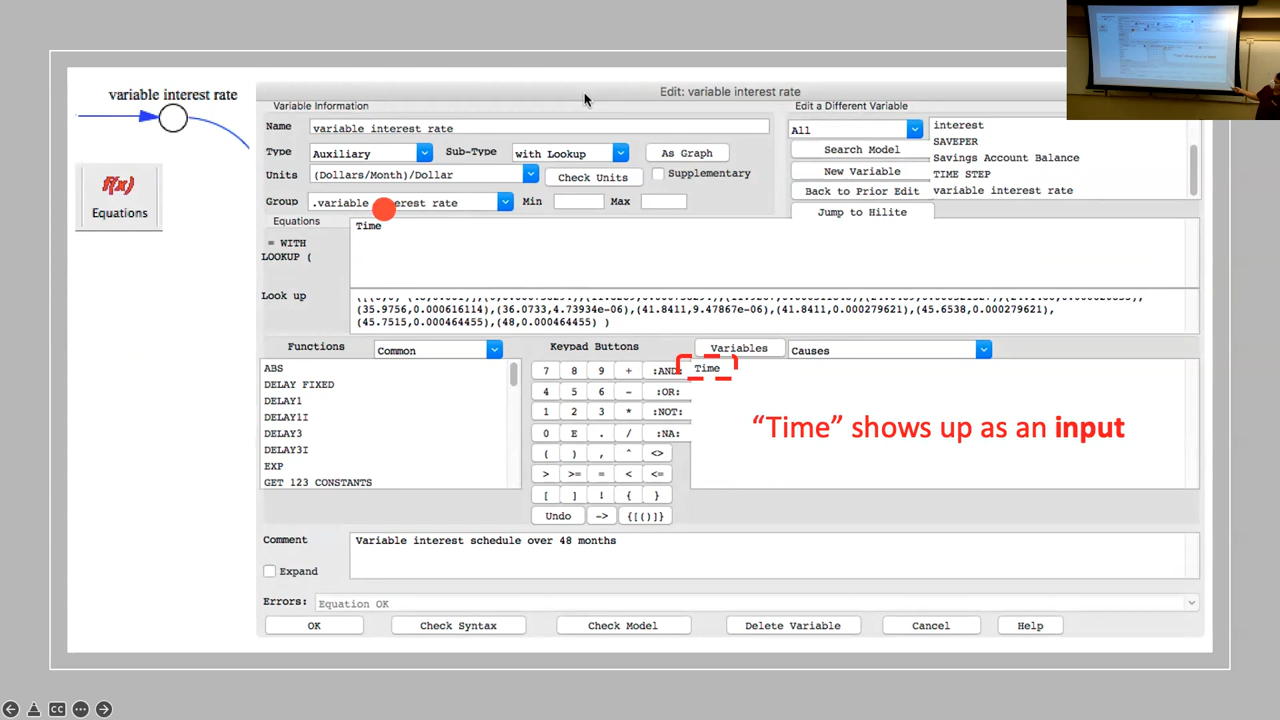 variable interest rate
f(x)
Equations
Edit: variable interest rate
Variable Information
Edit a Different Variable
Name
variable interest rate
All
interest
SAVEPER
Savings Account Balance
TIME STEP
variable interest rate
Type
Auxiliary
Sub-Type
with Lookup
As Graph
Search Model
Units
(Dollars/Month)/Dollar
Check Units
Supplementary
New Variable
Group
.variable
rate
Min
Max
Back to Prior Edit
Jump to Hilite
Equations
Time
= WITH
LOOKUP (
Look up
(35.9756,0.000616114),(36.0733,4.73934e-06),(41.8411,9.47867e-06),(41.8411,0.000279621),(45.6538,0.000279621),
(45.7515,0.000464455),(48,0.000464455) )
Functions
Common
Keypad Buttons
Variables
Causes
ABS
DELAY FIXED
DELAY1
DELAY1I
DELAY3
DELAY3I
EXP
GET 123 CONSTANTS
7 8 9 + :AND:
4 5 6 - :OR:
1 2 3 * :NOT:
0 E . / :NA:
( ) , ^ <>
> >= = < <=
[ ] ! { }
Undo -> {[()]}
Time
“Time” shows up as an input
Comment
Variable interest schedule over 48 months
Expand
Errors:
Equation OK
OK
Check Syntax
Check Model
Delete Variable
Cancel
Help
CC